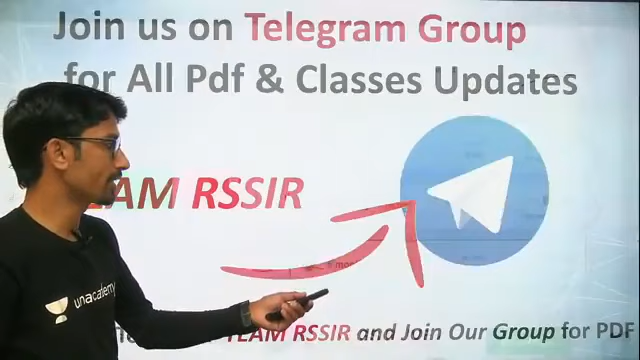 Join us on Telegram Group
for All Pdf & Classes Updates
TEAM RSSIR
unacademy
TEAM RSSIR and Join Our Group for PDF